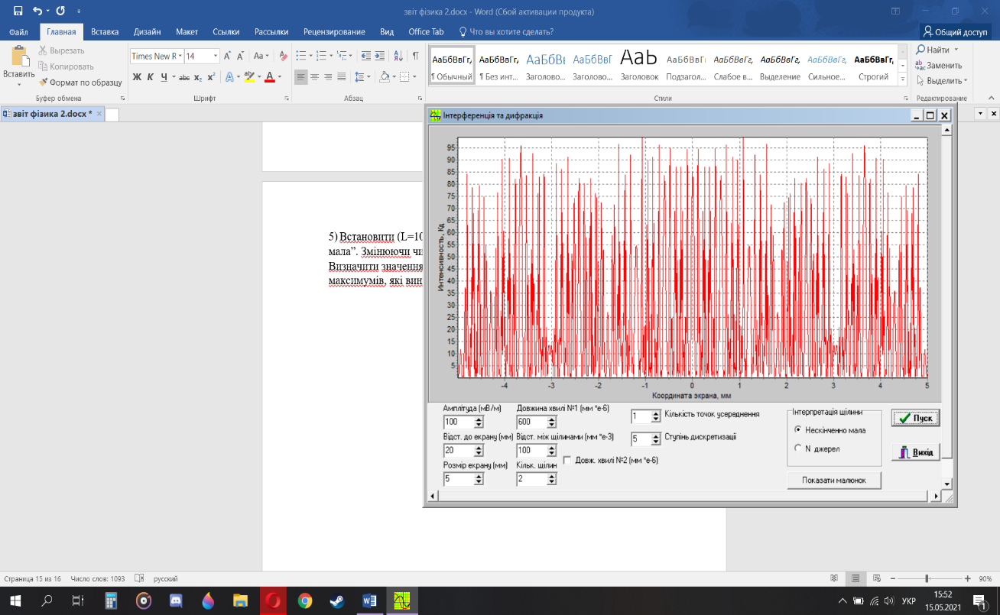 звіт фізика 2.docx - Word (Сбой активации продукта)
Файл Главная Вставка Дизайн Макет Ссылки Рассылки Рецензирование Вид Office Tab Что вы хотите сделать? Общий доступ
Вставить
Вырезать
Копировать
Формат по образцу
Буфер обмена
Times New R 14
Ж К Ч abc x₂ x²
Шрифт
Абзац
АаБбВвГг, АаБбВвГг, АаБбВı АаБбВвГ АаЬ АаБбВвГг АаБбВвГг, АаБбВвГг, АаБбВвГг, АаБбВвГг,
¶ Обычный ¶ Без инт... Заголово... Заголово... Заголовок Подзагол... Слабое в... Выделение Сильное... Строгий
Стили
Найти
Заменить
Выделить
Редактирование
звіт фізика 2.docx *
5) Встановити (L=10
мала”. Змінюючи чи
Визначити значення
максимумів, які вин
Інтерференція та дифракція
Интенсивность, Кд
95
90
85
80
75
70
65
60
55
50
45
40
35
30
25
20
15
10
5
-4 -3 -2 -1 0 1 2 3 4 5
Координата экрана, мм
Амплітуда (мВ/м)
100
Довжина хвилі №1 (мм *е-6)
600
1 Кількість точок усереднення
Відст. до екрану (мм)
20
Відст. між щілинами (мм *е-3)
100
5 Ступінь дискретизації
Розмір екрану (мм)
5
Кільк. щілин
2
Довж. хвилі №2 (мм *е-6)
Інтерпретація щілини
Нескінченно мала
N джерел
Показати малюнок
Пуск
Вихід
Страница 15 из 16 Число слов: 1093 русский 90%
УКР 15:52
15.05.2021
1